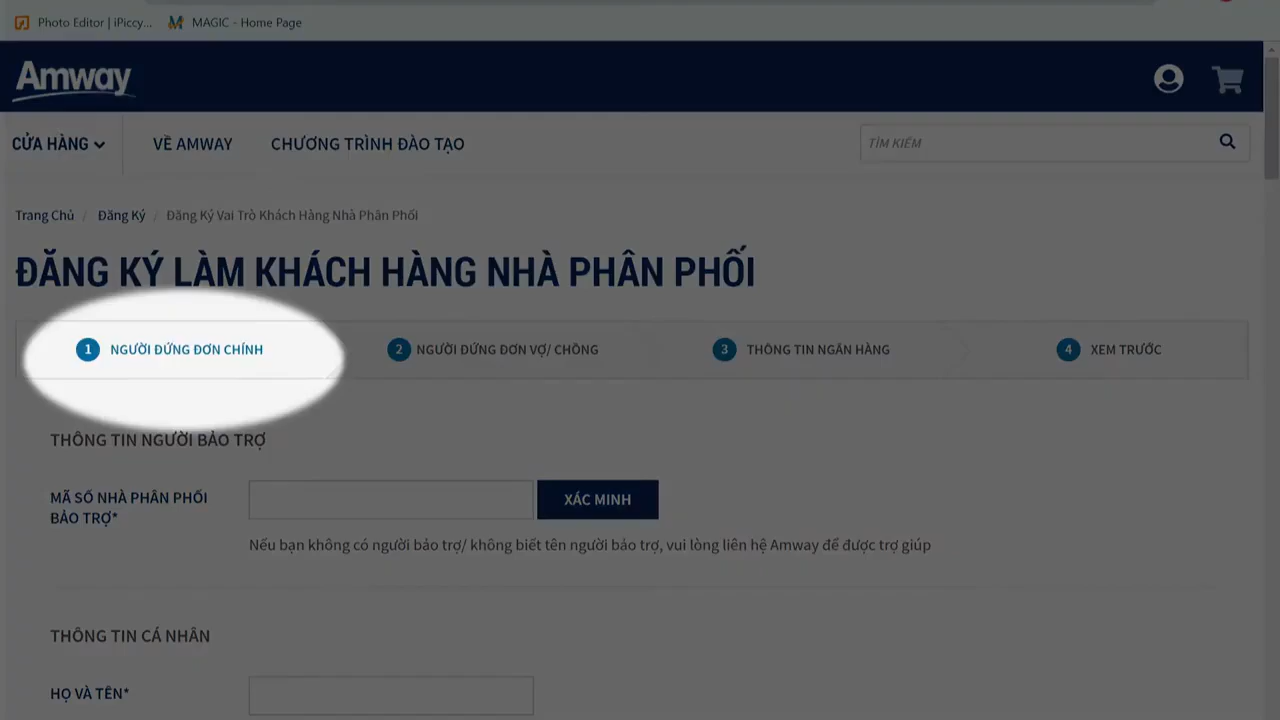 Photo Editor | iPiccy... MAGIC - Home Page
Amway
CỬA HÀNG VỀ AMWAY CHƯƠNG TRÌNH ĐÀO TẠO TÌM KIẾM
Trang Chủ / Đăng Ký / Đăng Ký Vai Trò Khách Hàng Nhà Phân Phối
ĐĂNG KÝ LÀM KHÁCH HÀNG NHÀ PHÂN PHỐI
1 NGƯỜI ĐỨNG ĐƠN CHÍNH 2 NGƯỜI ĐỨNG ĐƠN VỢ/ CHỒNG 3 THÔNG TIN NGÂN HÀNG 4 XEM TRƯỚC
THÔNG TIN NGƯỜI BẢO TRỢ
MÃ SỐ NHÀ PHÂN PHỐI
BẢO TRỢ*
XÁC MINH
Nếu bạn không có người bảo trợ/ không biết tên người bảo trợ, vui lòng liên hệ Amway để được trợ giúp
THÔNG TIN CÁ NHÂN
HỌ VÀ TÊN*